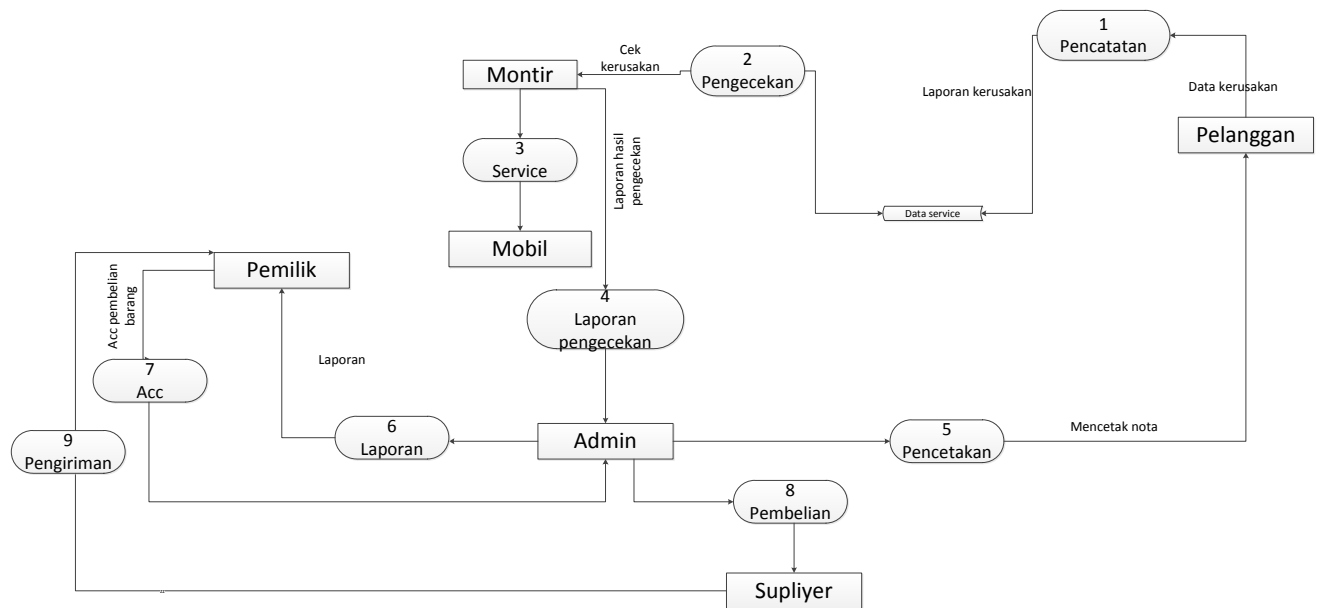 1
Pencatatan
Cek
kerusakan
2
Pengecekan
Montir
Laporan kerusakan
Data kerusakan
Pelanggan
3
Service
Laporan hasil
pengecekan
Data service
Mobil
Pemilik
Acc pembelian
barang
4
Laporan
pengecekan
7
Acc
Laporan
6
Laporan
Admin
5
Pencetakan
Mencetak nota
9
Pengiriman
8
Pembelian
Supliyer